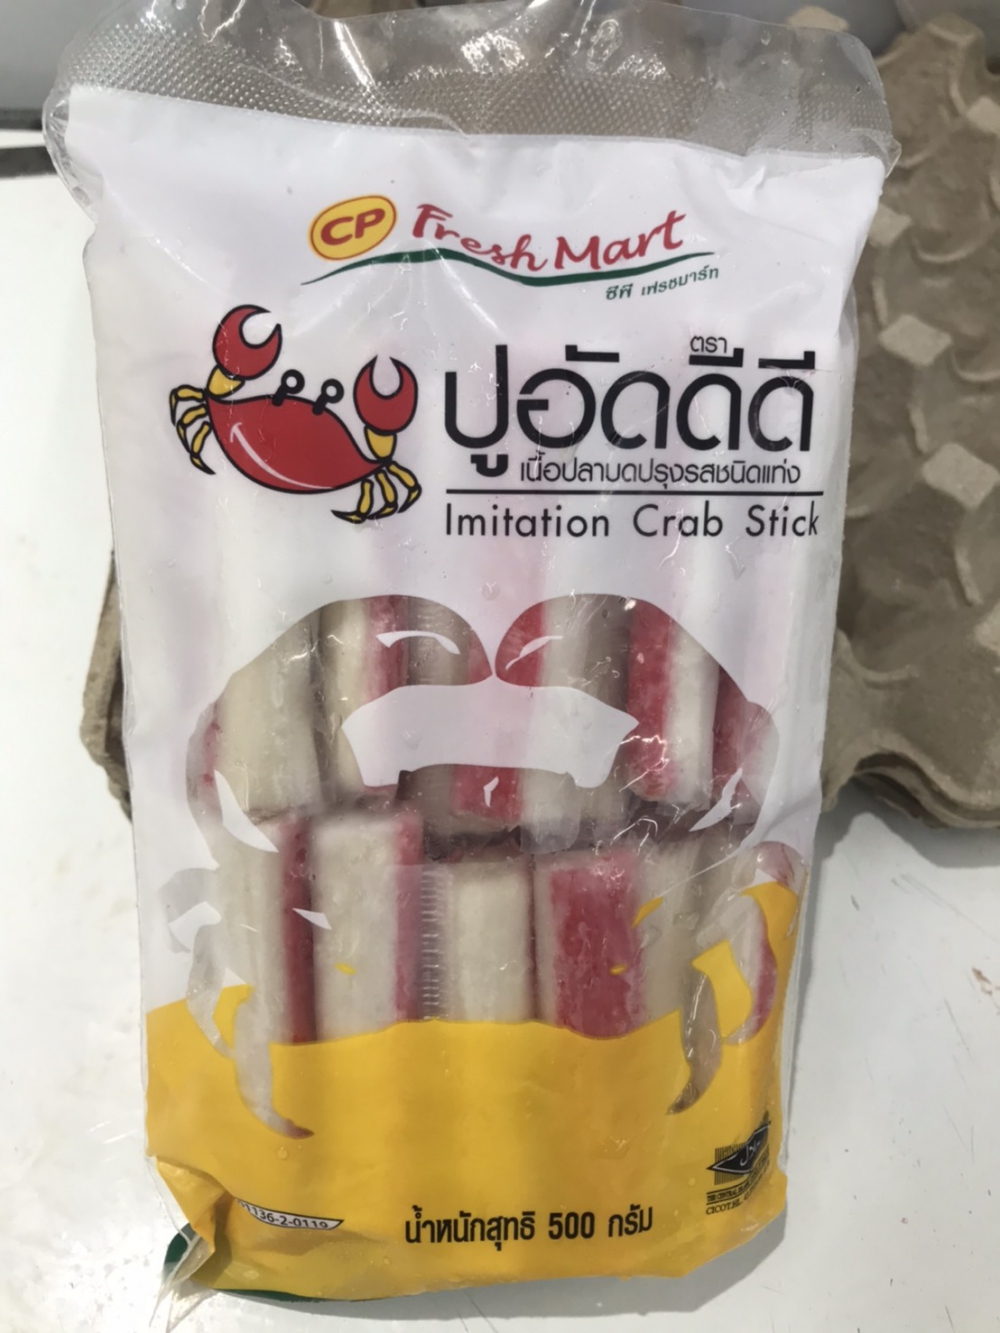 CP Fresh Mart
ซีพี เฟรชมาร์ท
ตรา
ปูอัดดีดี
เนื้อปลาบดปรุงรสชนิดแท่ง
Imitation Crab Stick
น้ำหนักสุทธิ 500 กรัม